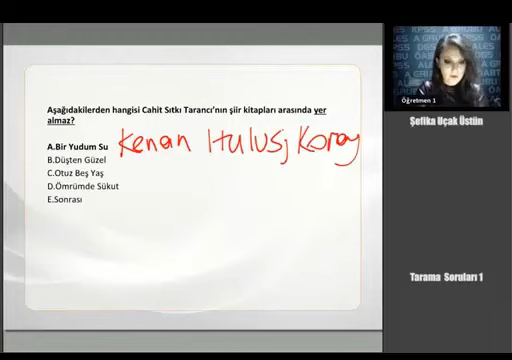 Aşağıdakilerden hangisi Cahit Sıtkı Tarancı'nın şiir kitapları arasında yer
almaz?
A.Bir Yudum Su Kenan Hulusi Koray
B.Düşten Güzel
C.Otuz Beş Yaş
D.Ömrümde Sükut
E.Sonrası
Öğretmen 1
Şefika Uçak Üstün
Tarama Soruları 1